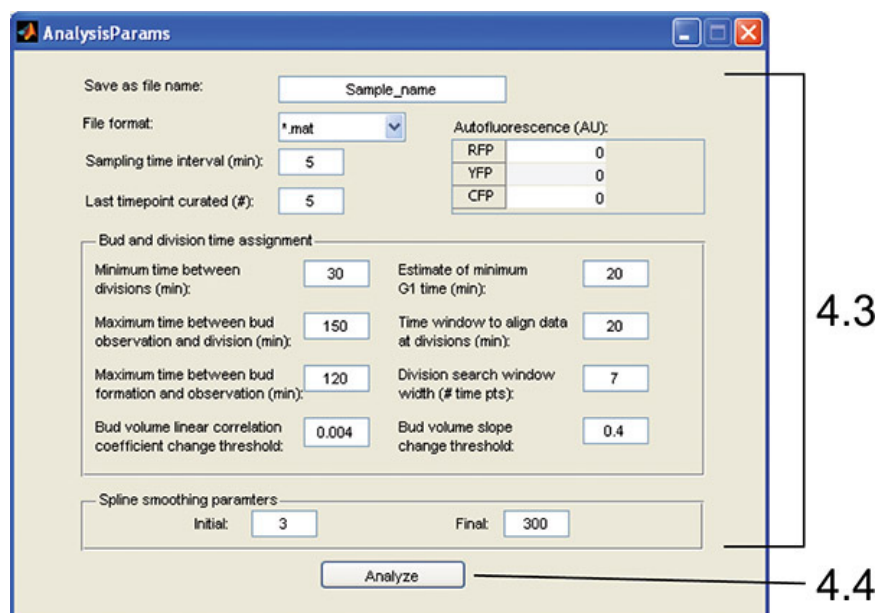 AnalysisParams
Save as file name:
Sample_name
File format:
*.mat
Autofluorescence (AU):
RFP 0
YFP 0
CFP 0
Sampling time interval (min): 5
Last timepoint curated (#): 5
Bud and division time assignment
Minimum time between
divisions (min):
30
Estimate of minimum
G1 time (min):
20
Maximum time between bud
observation and division (min):
150
Time window to align data
at divisions (min):
20
Maximum time between bud
formation and observation (min):
120
Division search window
width (# time pts):
7
Bud volume linear correlation
coefficient change threshold:
0.004
Bud volume slope
change threshold:
0.4
Spline smoothing paramters
Initial: 3 Final: 300
Analyze
4.3
4.4